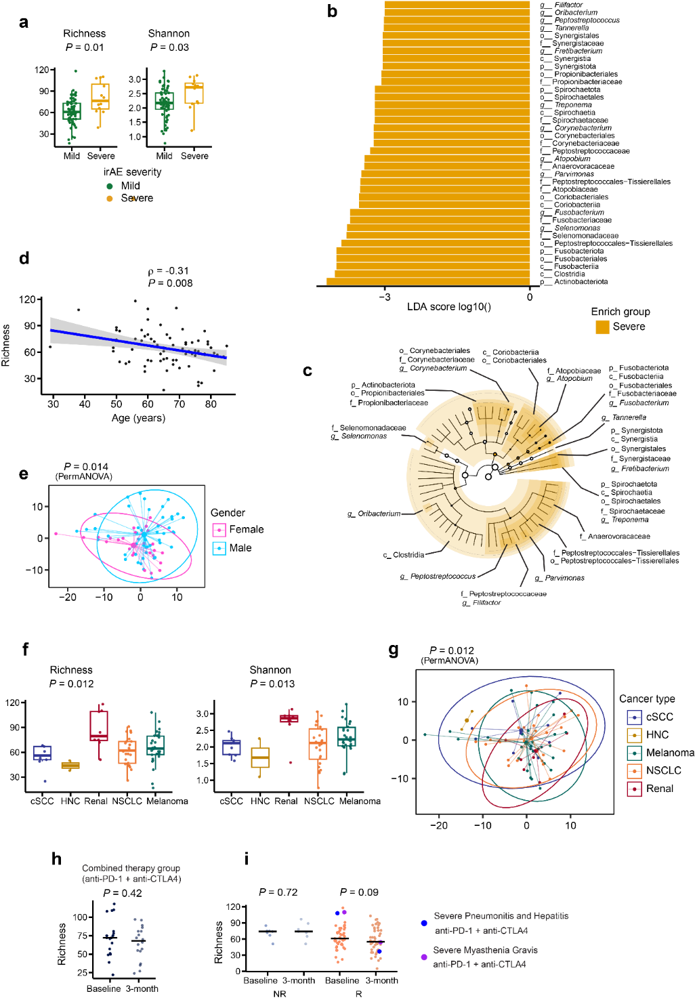 a
Richness
P = 0.01
Shannon
P = 0.03
120
90
60
30
3.0
2.5
2.0
1.5
1.0
Mild
Severe
Mild
Severe
irAE severity
Mild
Severe
b
g__ Filifactor
g__ Oribacterium
g__ Peptostreptococcus
g__ Tannerella
o__ Synergistales
f__ Synergistaceae
g__ Fretibacterium
c__ Synergistia
p__ Synergistota
o__ Propionibacteriales
f__ Propionibacteriaceae
p__ Spirochaetota
o__ Spirochaetales
g__ Treponema
c__ Spirochaetia
f__ Spirochaetaceae
g__ Corynebacterium
o__ Corynebacteriales
f__ Corynebacteriaceae
f__ Peptostreptococcaceae
g__ Atopobium
f__ Anaerovoracaceae
g__ Parvimonas
f__ Peptostreptococcales−Tissierellales
f__ Atopobiaceae
o__ Coriobacteriales
c__ Coriobacteriia
g__ Fusobacterium
f__ Fusobacteriaceae
g__ Selenomonas
f__ Selenomonadaceae
o__ Peptostreptococcales−Tissierellales
p__ Fusobacteriota
o__ Fusobacteriales
c__ Fusobacteriia
c__ Clostridia
p__ Actinobacteriota
−3
0
LDA score log10()
Enrich group
Severe
c
o_ Corynebacteriales
f_ Corynebacteriaceae
g_ Corynebacterium
c_ Coriobacteriia
o_ Coriobacteriales
f_ Atopobiaceae
g_ Atopobium
p_ Fusobacteriota
c_ Fusobacteriia
o_ Fusobacteriales
f_ Fusobacteriaceae
g_ Fusobacterium
p_ Actinobacteriota
o_ Propionibacteriales
f_ Propionibacteriaceae
g_ Tannerella
f_ Selenomonadaceae
g_ Selenomonas
p_ Synergistota
c_ Synergistia
o_ Synergistales
f_ Synergistaceae
g_ Fretibacterium
p_ Spirochaetota
c_ Spirochaetia
o_ Spirochaetales
f_ Spirochaetaceae
g_ Treponema
g_ Oribacterium
f_ Anaerovoracaceae
c_ Clostridia
f_ Peptostreptococcales−Tissierellales
o_ Peptostreptococcales−Tissierellales
g_ Peptostreptococcus
g_ Parvimonas
f_ Peptostreptococcaceae
g_ Filifactor
d
ρ = -0.31
P = 0.008
Richness
120
90
60
30
30
40
50
60
70
80
Age (years)
e
P = 0.014
(PermANOVA)
10
0
−10
−20
−10
0
10
Gender
Female
Male
f
Richness
P = 0.012
Shannon
P = 0.013
120
90
60
30
3.0
2.5
2.0
1.5
1.0
cSCC
HNC
Renal
NSCLC
Melanoma
cSCC
HNC
Renal
NSCLC
Melanoma
g
P = 0.012
(PermANOVA)
10
0
−10
−20
−10
0
10
Cancer type
cSCC
HNC
Melanoma
NSCLC
Renal
h
Combined therapy group
(anti-PD-1 + anti-CTLA4)
P = 0.42
Richness
100
75
50
25
Baseline
3-month
i
P = 0.72
P = 0.09
Richness
120
90
60
30
0
Baseline
3-month
Baseline
3-month
NR
R
Severe Pneumonitis and Hepatitis
anti-PD-1 + anti-CTLA4
Severe Myasthenia Gravis
anti-PD-1 + anti-CTLA4